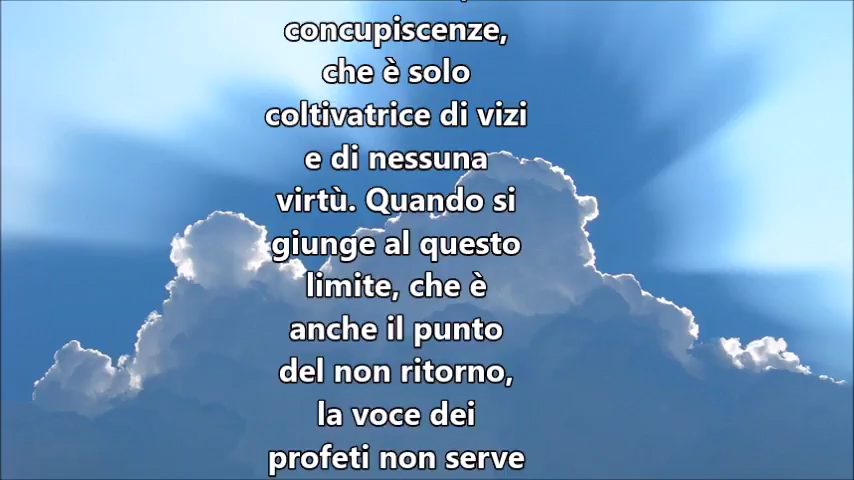 concupiscenze,
che è solo
coltivatrice di vizi
e di nessuna
virtù. Quando si
giunge al questo
limite, che è
anche il punto
del non ritorno,
la voce dei
profeti non serve